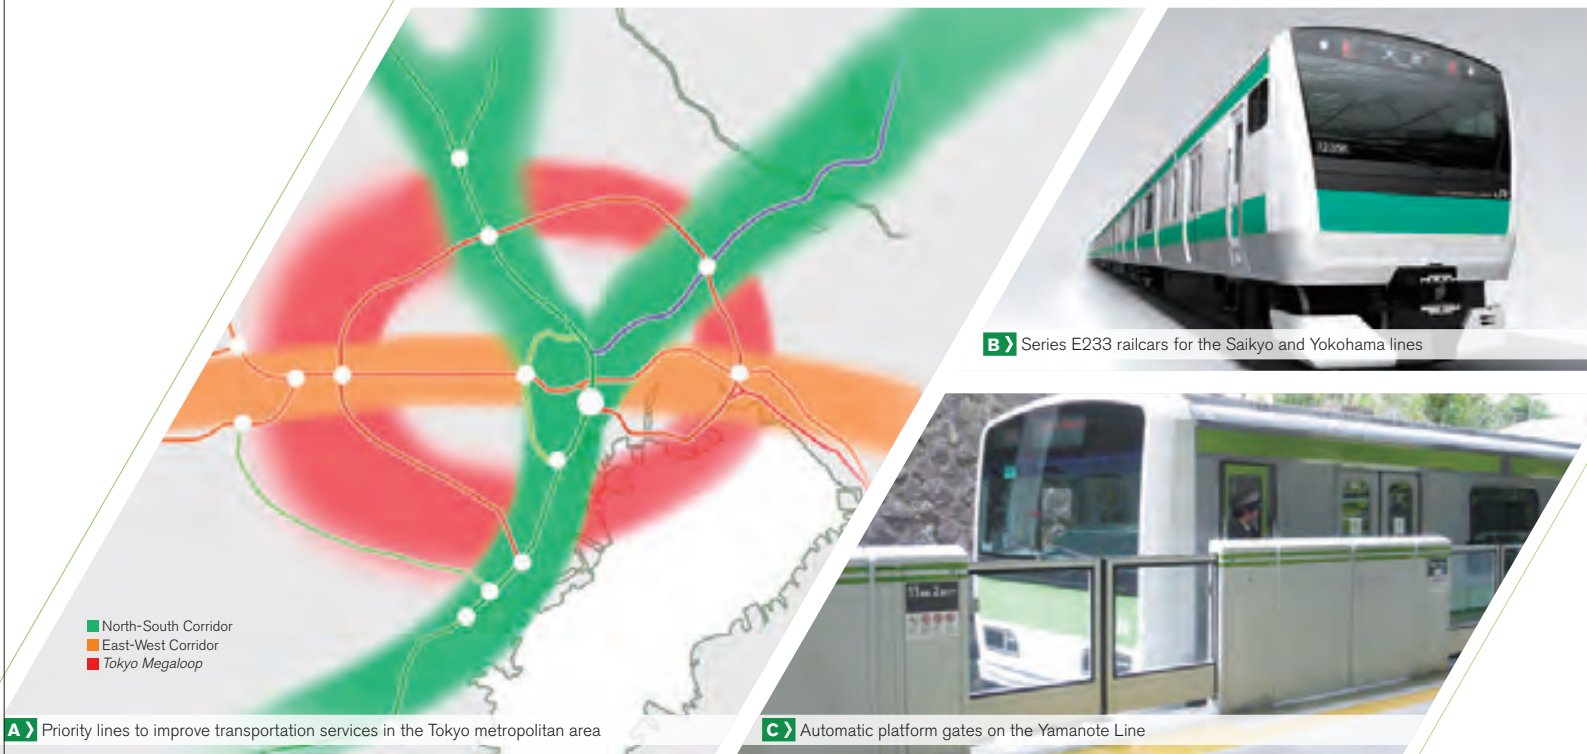 North-South Corridor
East-West Corridor
Tokyo Megaloop
A Priority lines to improve transportation services in the Tokyo metropolitan area
B Series E233 railcars for the Saikyo and Yokohama lines
C Automatic platform gates on the Yamanote Line